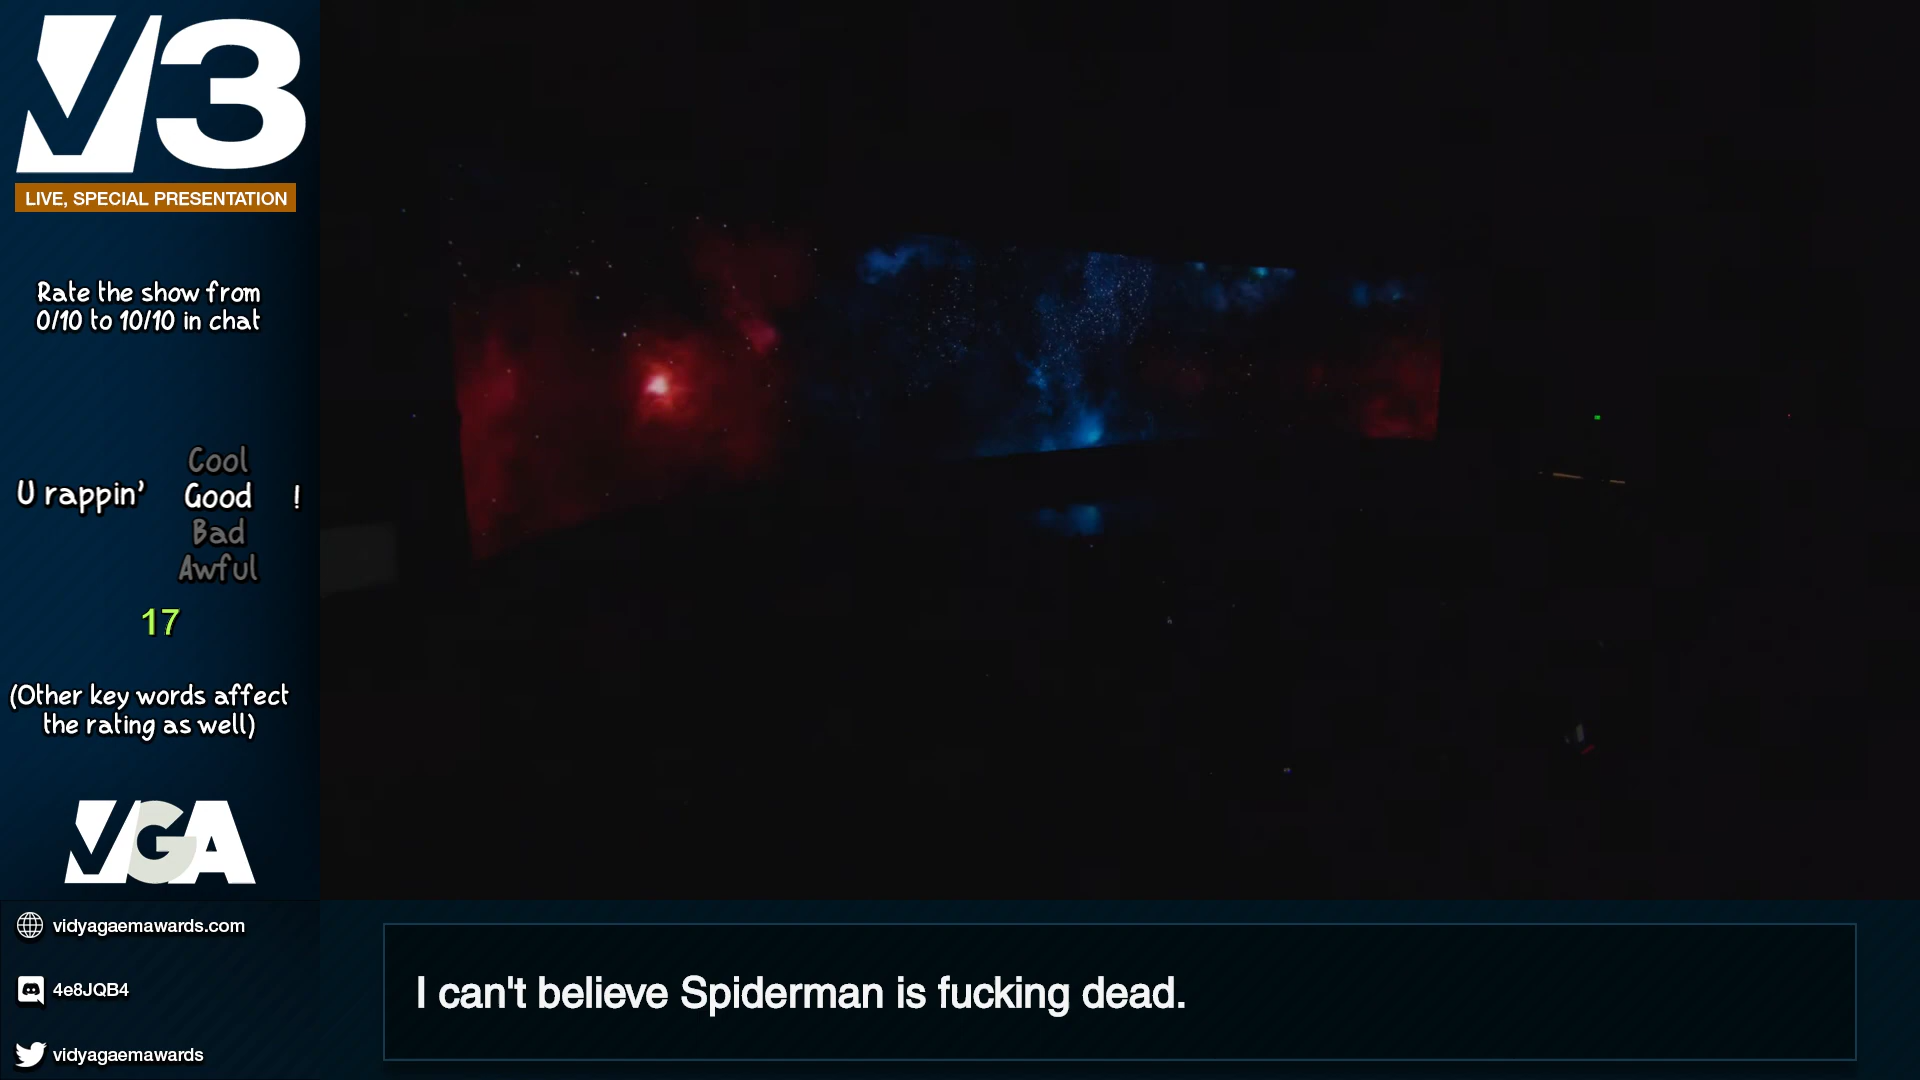 V3
LIVE, SPECIAL PRESENTATION
Rate the show from
0/10 to 10/10 in chat
Cool
U rappin' Good !
Bad
Awful
17
(Other key words affect
the rating as well)
VGA
vidyagaemawards.com
4e8JQB4
vidyagaemawards
I can't believe Spiderman is fucking dead.